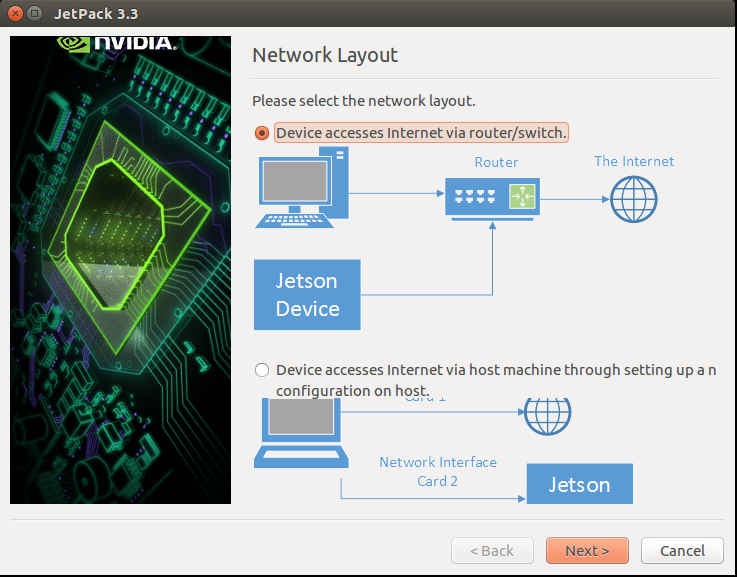 JetPack 3.3
NVIDIA.
Network Layout
Please select the network layout.
Device accesses Internet via router/switch.
Router
The Internet
Jetson
Device
Device accesses Internet via host machine through setting up a n
configuration on host.
Card 1
Network Interface
Card 2
Jetson
< Back
Next >
Cancel